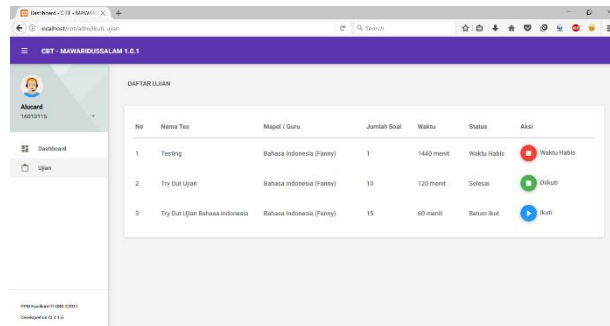 Dashboard - CBT - MAWAR
localhost/cbt/adm/ikuti_ujian
Search
CBT - MAWARIDUSSALAM 1.0.1
Alucard
16010116
Dashboard
Ujian
DAFTAR UJIAN
No Nama Tes Mapel / Guru Jumlah Soal Waktu Status Aksi
1 Testing Bahasa Indonesia (Fanny) 1 1440 menit Waktu Habis Waktu Habis
2 Try Out Ujian Bahasa Indonesia (Fanny) 10 120 menit Selesai Diikuti
3 Try Out Ujian Bahasa Indonesia Bahasa Indonesia (Fanny) 15 60 menit Belum Ikut Ikuti